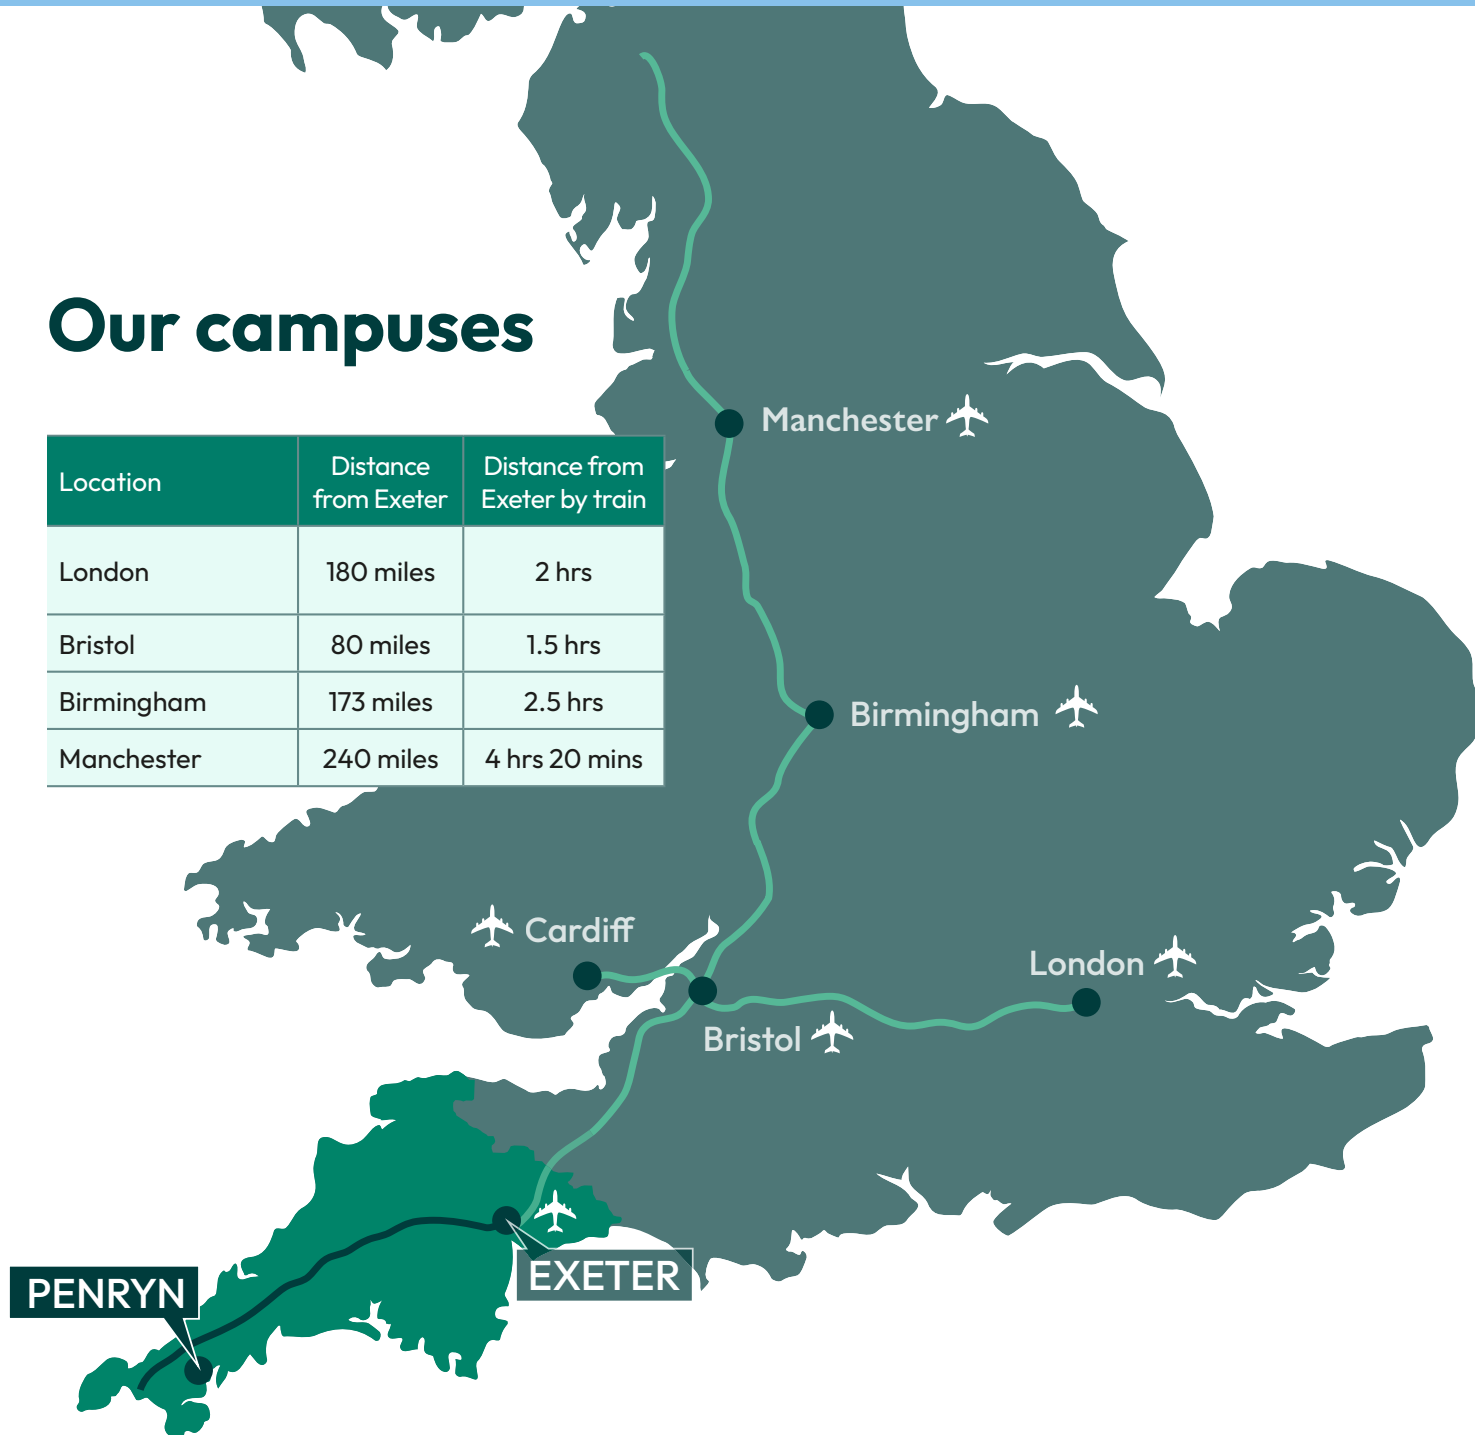 Our campuses
Location
Distance
from Exeter
Distance from
Exeter by train
London
180 miles
2 hrs
Bristol
80 miles
1.5 hrs
Birmingham
173 miles
2.5 hrs
Manchester
240 miles
4 hrs 20 mins
Manchester
Birmingham
Cardiff
London
Bristol
EXETER
PENRYN